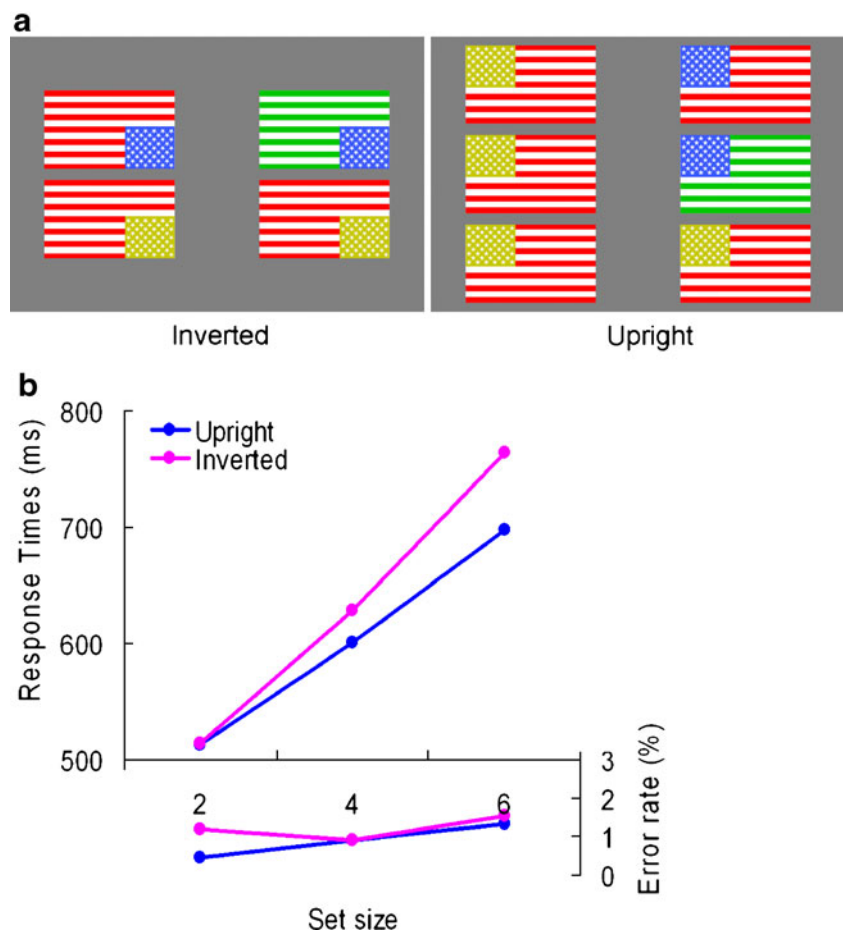 a
Inverted
Upright
b
800
700
600
500
Response Times (ms)
Upright
Inverted
2
4
6
3
2
1
0
Error rate (%)
Set size